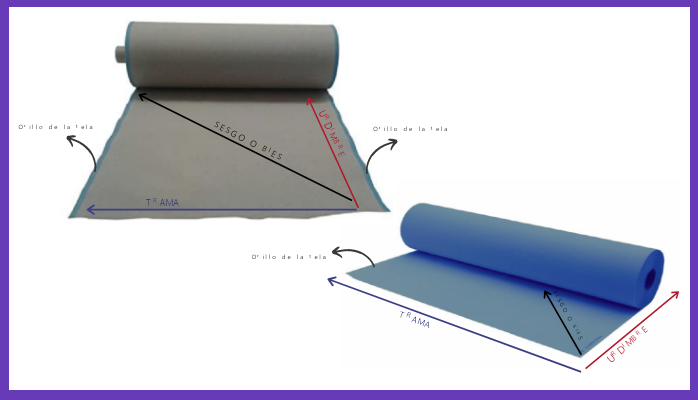 Orillo de la tela
SESGO O BIES
URDIMBRE
Orillo de la tela
TRAMA
Orillo de la tela
TRAMA
SESGO O BIES
URDIMBRE